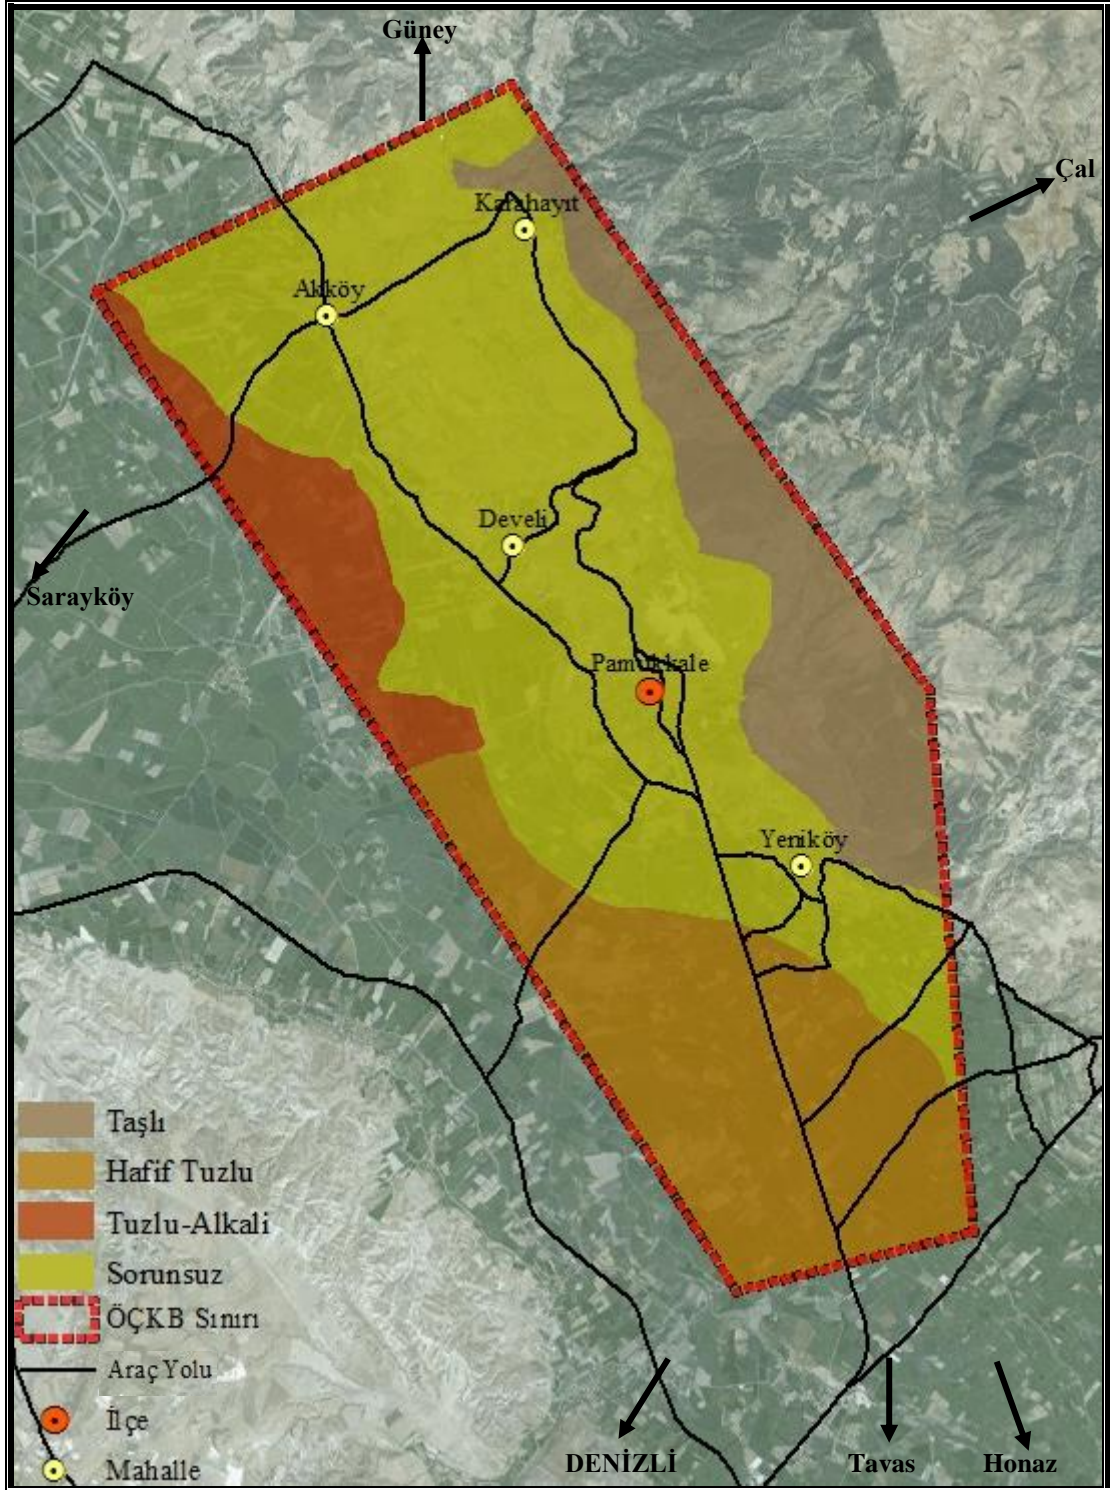 Güney
Çal
Karahayıt
Akköy
Develi
Sarayköy
Pamukkale
Yeniköy
Taşlı
Hafif Tuzlu
Tuzlu-Alkali
Sorunsuz
ÖÇKB Sınırı
Araç Yolu
İlçe
Mahalle
DENİZLİ
Tavas
Honaz